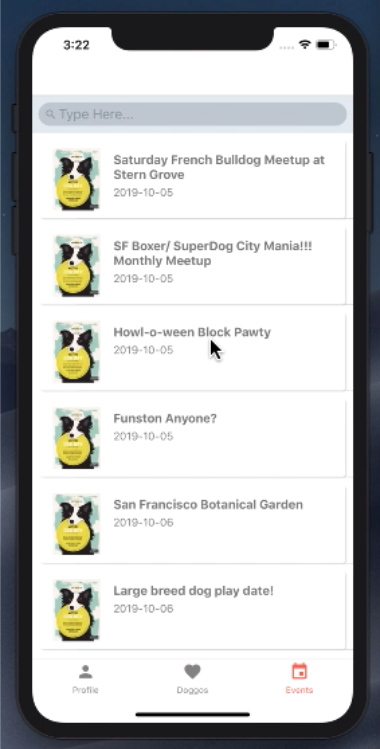 3:22
Type Here...
Saturday French Bulldog Meetup at
Stern Grove
2019-10-05
SF Boxer/ SuperDog City Mania!!!
Monthly Meetup
2019-10-05
Howl-o-ween Block Pawty
2019-10-05
Funston Anyone?
2019-10-05
San Francisco Botanical Garden
2019-10-06
Large breed dog play date!
2019-10-06
Profile
Doggos
Events